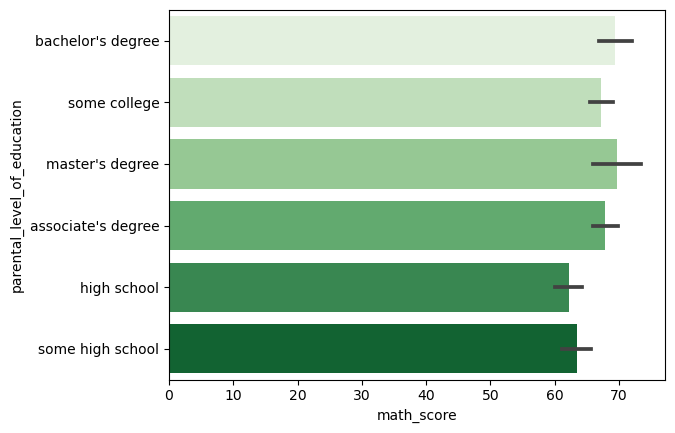 parental_level_of_education
bachelor's degree
some college
master's degree
associate's degree
high school
some high school
0 10 20 30 40 50 60 70
math_score